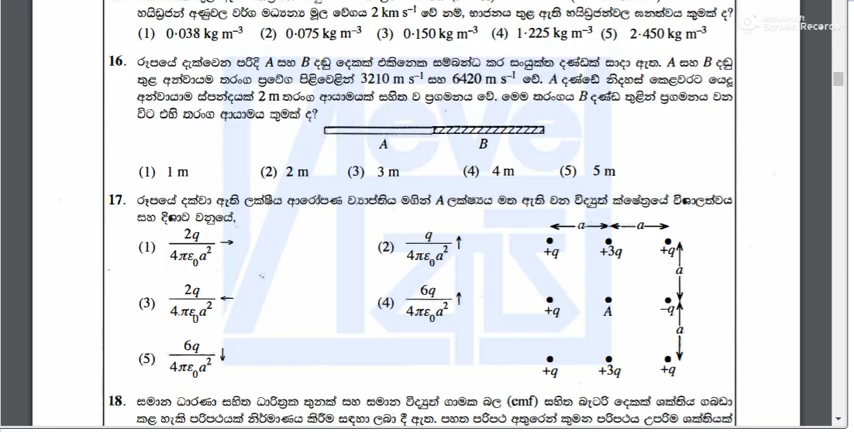 හයිඩ්‍රජන් අණුවල වර්ග මධ්‍යන්‍ය මූල වේගය 2 km s⁻¹ වේ නම්, භාජනය තුළ ඇති හයිඩ්‍රජන්වල ඝනත්වය කුමක් ද?
(1) 0·038 kg m⁻³ (2) 0·075 kg m⁻³ (3) 0·150 kg m⁻³ (4) 1·225 kg m⁻³ (5) 2·450 kg m⁻³
16. රූපයේ දැක්වෙන පරිදි A සහ B දඬු දෙකක් එකිනෙක සම්බන්ධ කර සංයුක්ත දණ්ඩක් සාදා ඇත. A සහ B දඬු
තුළ අන්වායම තරංග ප්‍රවේග පිළිවෙළින් 3210 m s⁻¹ සහ 6420 m s⁻¹ වේ. A දණ්ඩේ නිදහස් කෙළවරට යෙදූ
අන්වායාම ස්පන්දයක් 2 m තරංග ආයාමයක් සහිත ව ප්‍රගමනය වේ. මෙම තරංගය B දණ්ඩ තුළින් ප්‍රගමනය වන
විට එහි තරංග ආයාමය කුමක් ද?
A B
(1) 1 m (2) 2 m (3) 3 m (4) 4 m (5) 5 m
17. රූපයේ දක්වා ඇති ලක්ෂීය ආරෝපණ ව්‍යාප්තිය මගින් A ලක්ෂ්‍යය මත ඇති වන විද්‍යුත් ක්ෂේත්‍රයේ විශාලත්වය
සහ දිශාව වනුයේ,
(1) 2q / 4πε₀a² → (2) q / 4πε₀a² ↑
(3) 2q / 4πε₀a² ← (4) 6q / 4πε₀a² ↑
(5) 6q / 4πε₀a² ↓
a a
+q +3q +q
a
+q A −q
a
+q +3q +q
18. සමාන ධාරණා සහිත ධාරිත්‍රක තුනක් සහ සමාන විද්‍යුත් ගාමක බල (emf) සහිත බැටරි දෙකක් ශක්තිය ගබඩා
කළ හැකි පරිපථයක් නිර්මාණය කිරීම සඳහා ලබා දී ඇත. පහත පරිපථ අතුරෙන් කුමන පරිපථය උපරිම ශක්තියක්
Screen Recorder